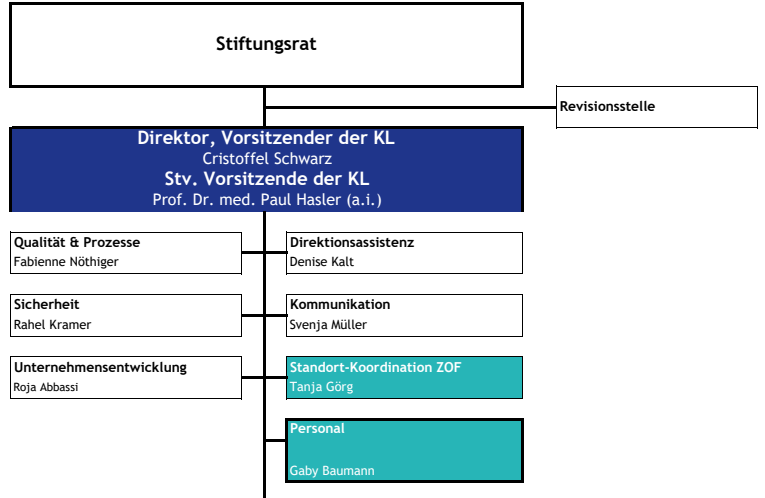 Stiftungsrat
Revisionsstelle
Direktor, Vorsitzender der KL
Cristoffel Schwarz
Stv. Vorsitzende der KL
Prof. Dr. med. Paul Hasler (a.i.)
Qualität & Prozesse
Fabienne Nöthiger
Direktionsassistenz
Denise Kalt
Sicherheit
Rahel Kramer
Kommunikation
Svenja Müller
Unternehmensentwicklung
Roja Abbassi
Standort-Koordination ZOF
Tanja Görg
Personal
Gaby Baumann